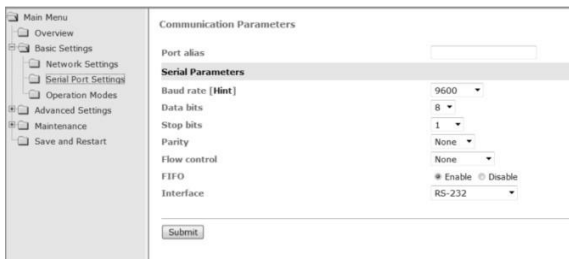 Main Menu
Overview
Basic Settings
Network Settings
Serial Port Settings
Operation Modes
Advanced Settings
Maintenance
Save and Restart
Communication Parameters
Port alias
Serial Parameters
Baud rate [Hint] 9600
Data bits 8
Stop bits 1
Parity None
Flow control None
FIFO Enable Disable
Interface RS-232
Submit